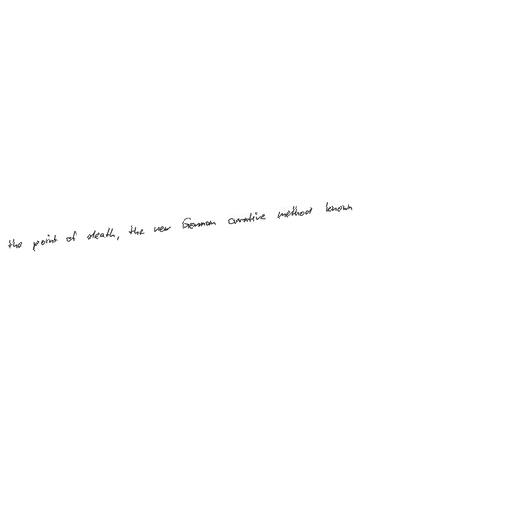 the point of death, the new German curative method known